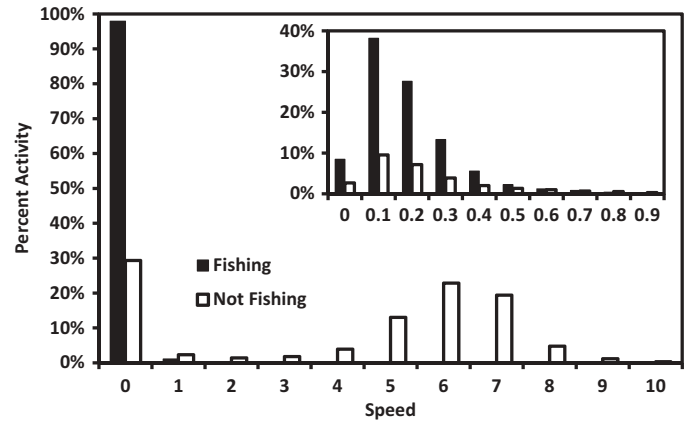 100%
90%
80%
70%
60%
50%
40%
30%
20%
10%
0%
Percent Activity
40%
30%
20%
10%
0%
0 0.1 0.2 0.3 0.4 0.5 0.6 0.7 0.8 0.9
Fishing
Not Fishing
0 1 2 3 4 5 6 7 8 9 10
Speed